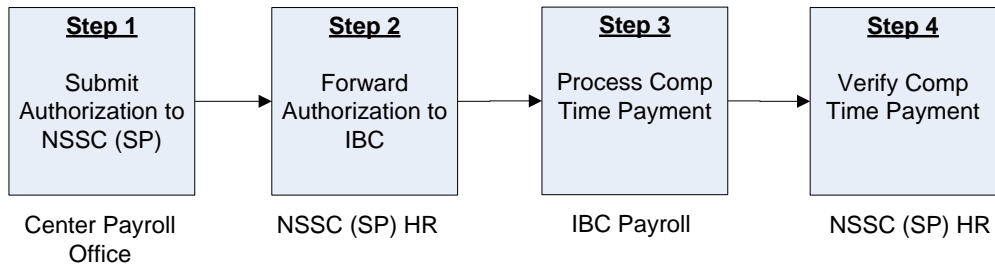 Step 1
Submit
Authorization to
NSSC (SP)
Step 2
Forward
Authorization to
IBC
Step 3
Process Comp
Time Payment
Step 4
Verify Comp
Time Payment
Center Payroll
Office
NSSC (SP) HR
IBC Payroll
NSSC (SP) HR